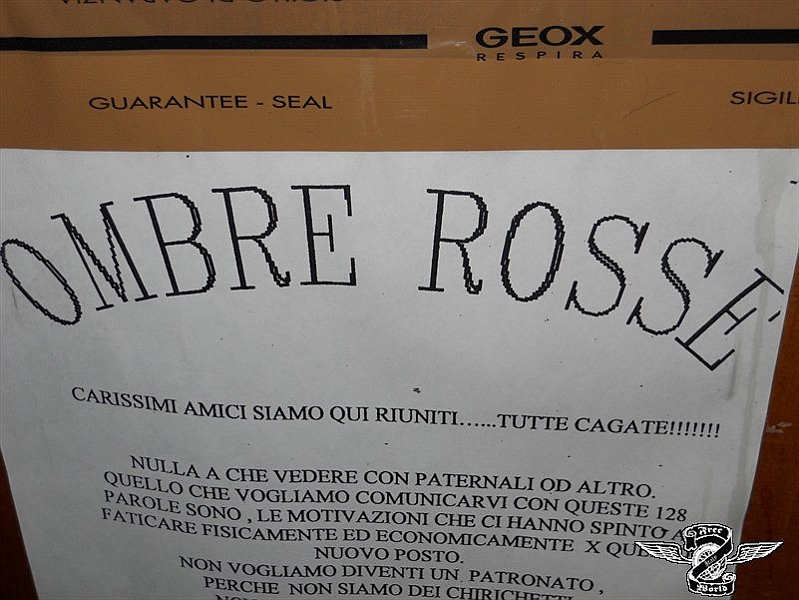 GEOX
RESPIRA
GUARANTEE - SEAL
SIGIL
OMBRE ROSSE
CARISSIMI AMICI SIAMO QUI RIUNITI…...TUTTE CAGATE!!!!!!!
NULLA A CHE VEDERE CON PATERNALI OD ALTRO.
QUELLO CHE VOGLIAMO COMUNICARVI CON QUESTE 128
PAROLE SONO , LE MOTIVAZIONI CHE CI HANNO SPINTO A
FATICARE FISICAMENTE ED ECONOMICAMENTE X QUE
NUOVO POSTO.
NON VOGLIAMO DIVENTI UN PATRONATO ,
PERCHE NON SIAMO DEI CHIRICHETTI
Free
World